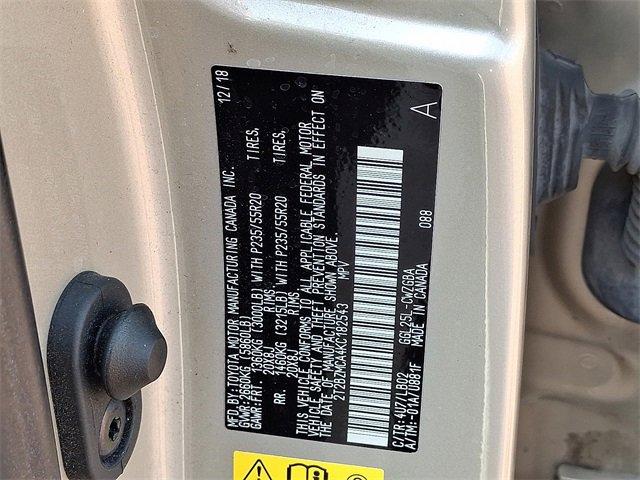 MFD. BY: TOYOTA MOTOR MANUFACTURING CANADA INC. 12/18
GVWR: 2660KG (5860LB)
GAWR: FRT. 1360KG (3000LB) WITH P235/55R20 TIRES,
20X8J RIMS,
RR. 1460KG (3215LB) WITH P235/55R20 TIRES,
20X8J RIMS,
THIS VEHICLE CONFORMS TO ALL APPLICABLE FEDERAL MOTOR
VEHICLE SAFETY AND THEFT PREVENTION STANDARDS IN EFFECT ON
THE DATE OF MANUFACTURE SHOWN ABOVE.
2T2BZMCA4KC182543 MPV
C/TR: 4U7/LB02 GGL25L-CWZGBA 088
A/TM: -01A/U881F MADE IN CANADA
A